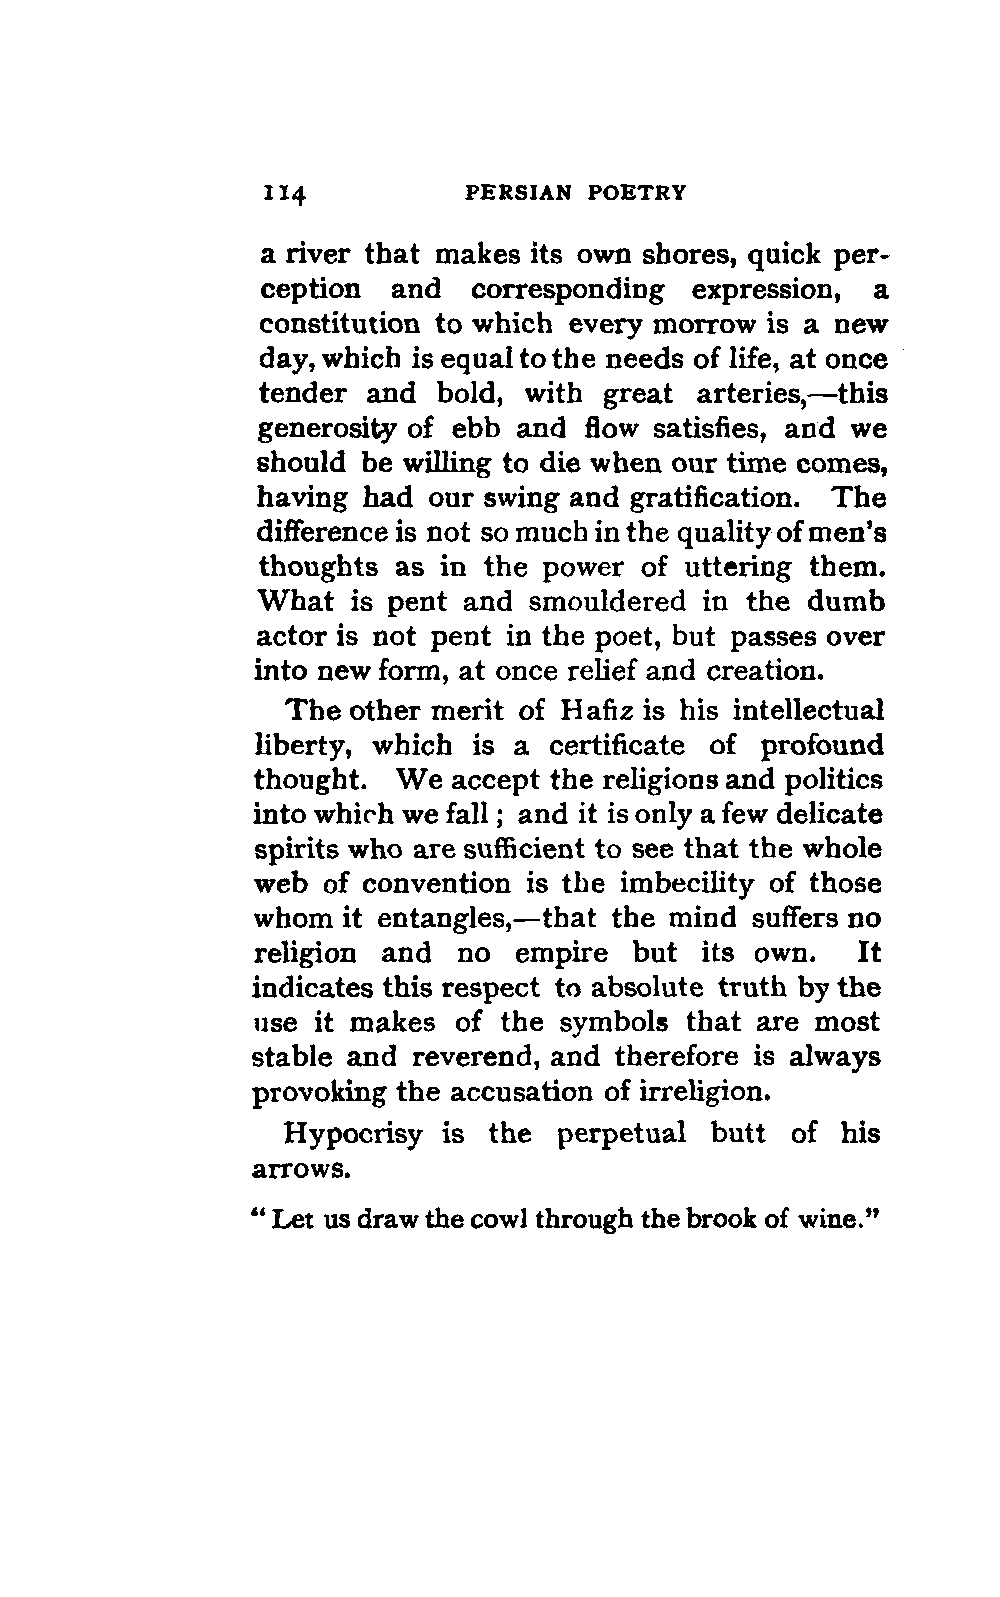 114 PERSIAN POETRY
a river that makes its own shores, quick per-
ception and corresponding expression, a
constitution to which every morrow is a new
day, which is equal to the needs of life, at once
tender and bold, with great arteries,—this
generosity of ebb and flow satisfies, and we
should be willing to die when our time comes,
having had our swing and gratification. The
difference is not so much in the quality of men's
thoughts as in the power of uttering them.
What is pent and smouldered in the dumb
actor is not pent in the poet, but passes over
into new form, at once relief and creation.
The other merit of Hafiz is his intellectual
liberty, which is a certificate of profound
thought. We accept the religions and politics
into which we fall ; and it is only a few delicate
spirits who are sufficient to see that the whole
web of convention is the imbecility of those
whom it entangles,—that the mind suffers no
religion and no empire but its own. It
indicates this respect to absolute truth by the
use it makes of the symbols that are most
stable and reverend, and therefore is always
provoking the accusation of irreligion.
Hypocrisy is the perpetual butt of his
arrows.
“ Let us draw the cowl through the brook of wine.”